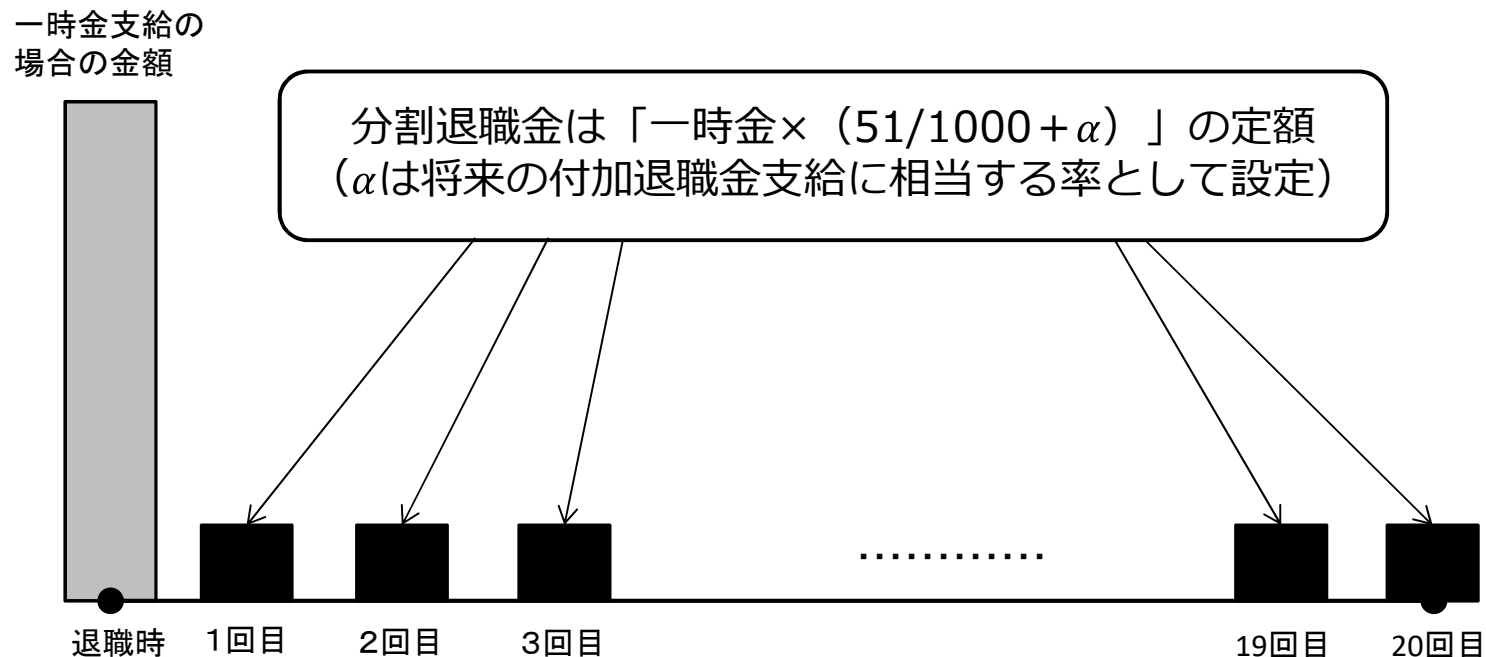 一時金支給の
場合の金額
分割退職金は「一時金×（51/1000＋α）」の定額
（αは将来の付加退職金支給に相当する率として設定）
…………
退職時 １回目 ２回目 ３回目 19回目 20回目